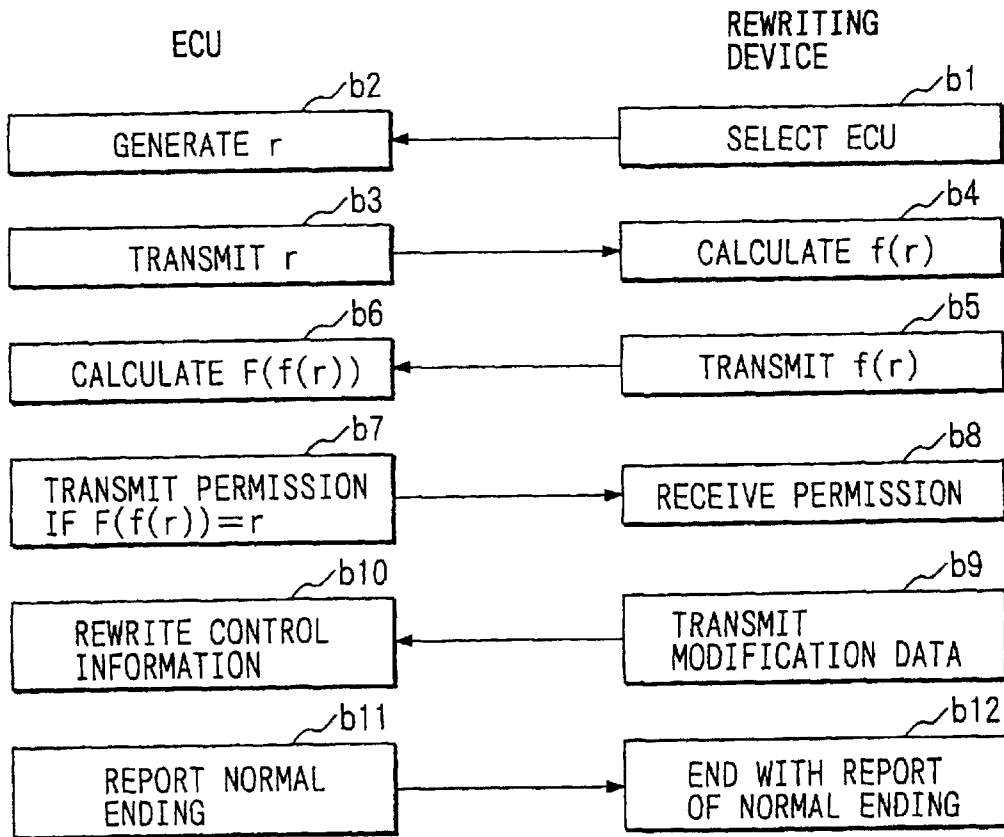 ECU
REWRITING
DEVICE
b2
b1
GENERATE r
SELECT ECU
b3
b4
TRANSMIT r
CALCULATE f(r)
b6
b5
CALCULATE F(f(r))
TRANSMIT f(r)
b7
b8
TRANSMIT PERMISSION
IF F(f(r))=r
RECEIVE PERMISSION
b10
b9
REWRITE CONTROL
INFORMATION
TRANSMIT
MODIFICATION DATA
b11
b12
REPORT NORMAL
ENDING
END WITH REPORT
OF NORMAL ENDING